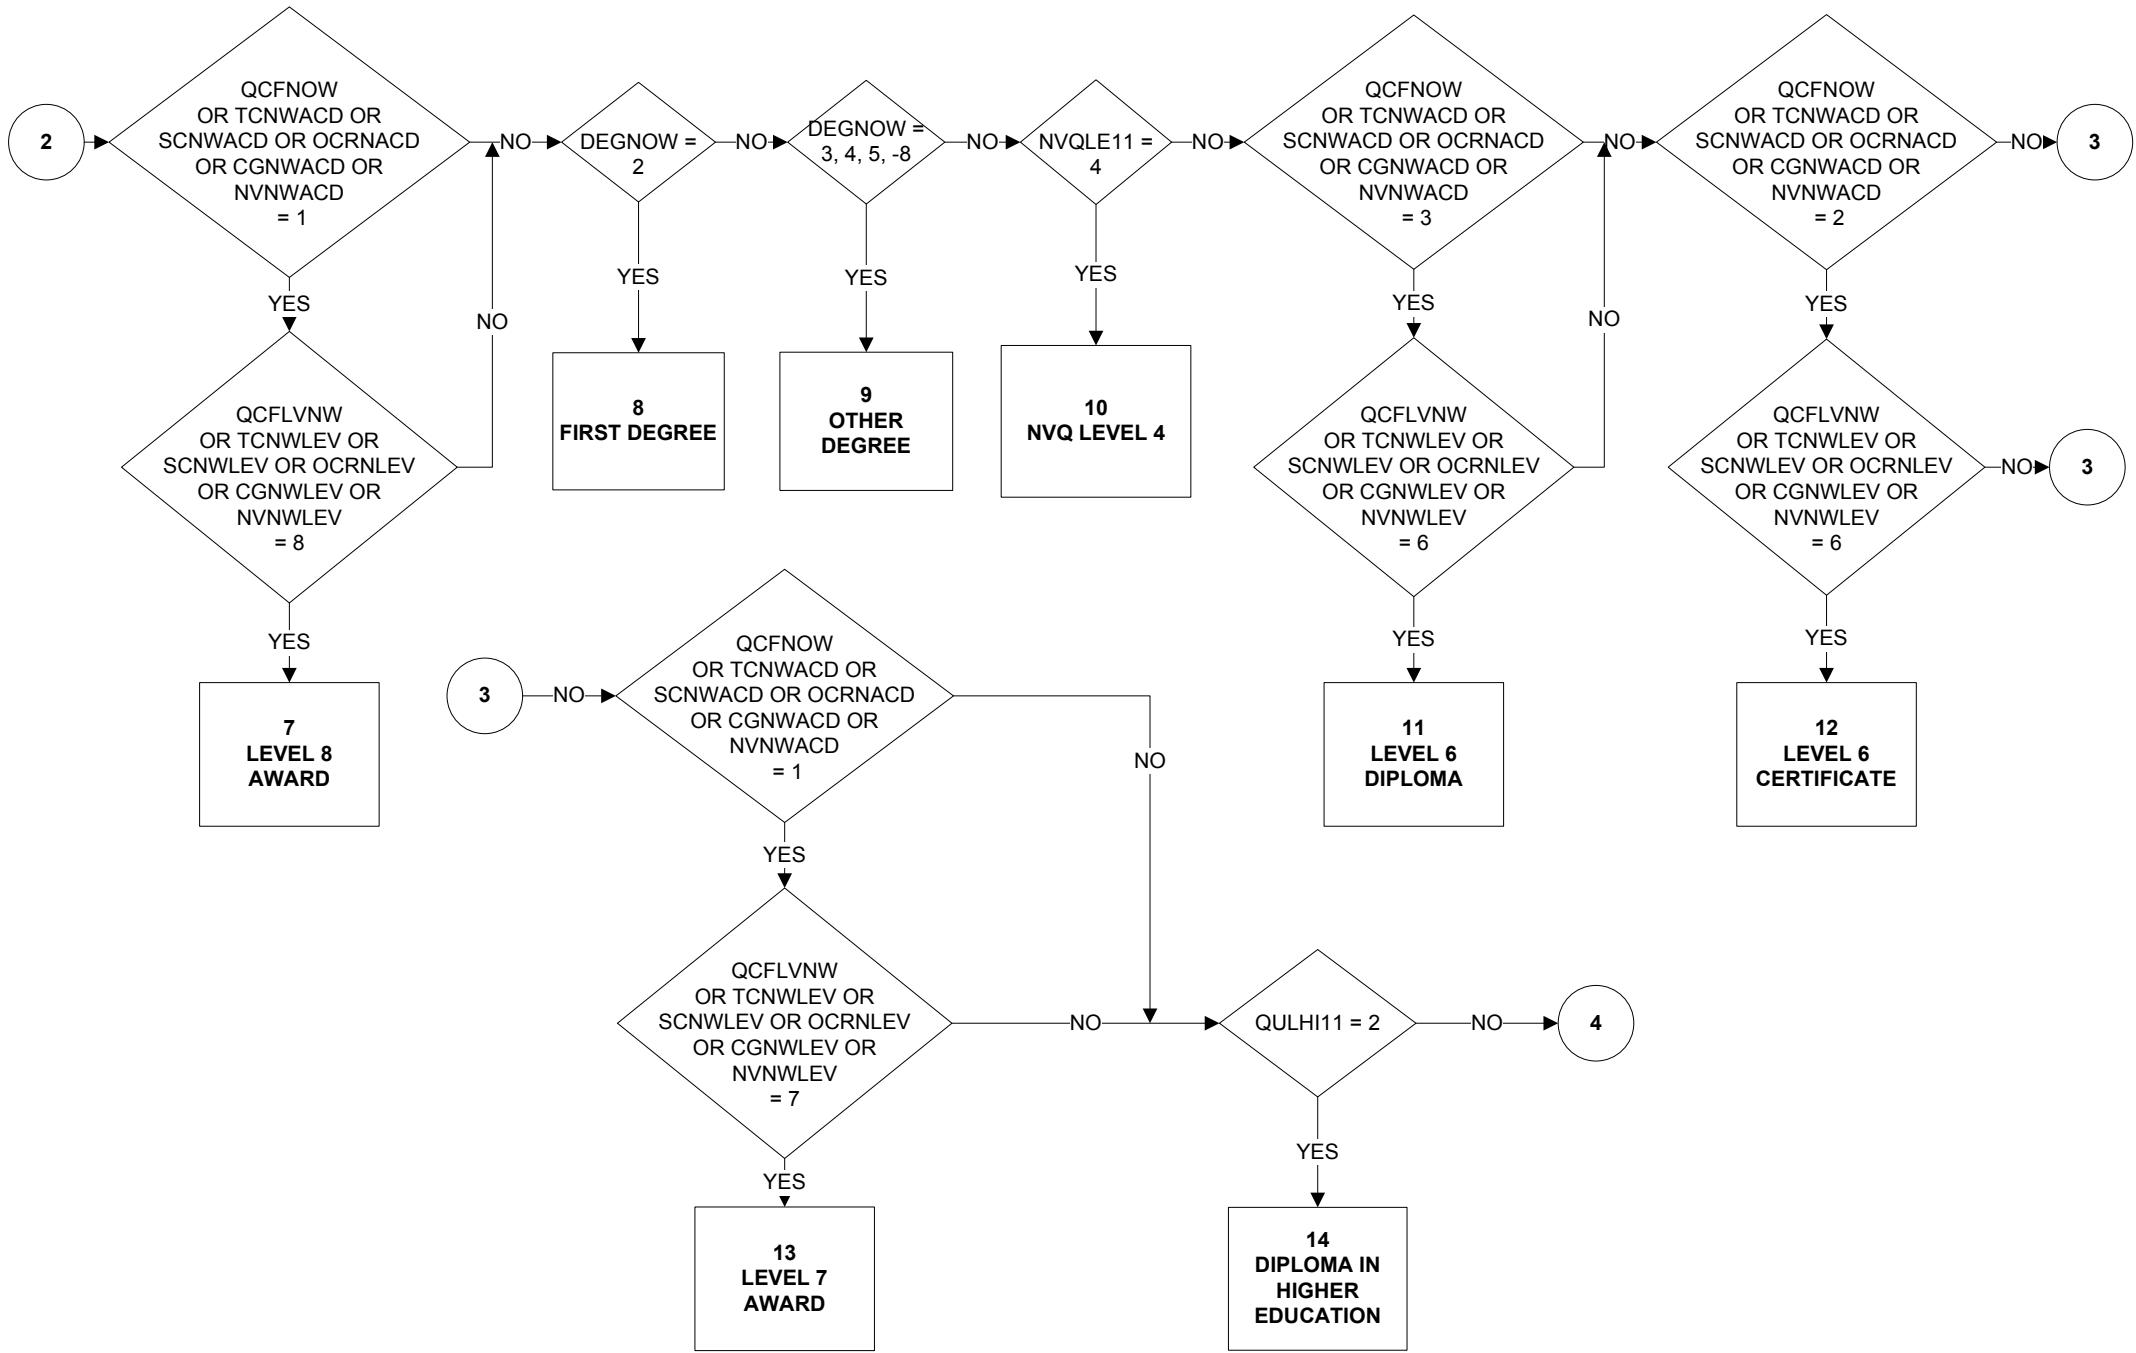 2
QCFNOW
OR TCNWACD OR
SCNWACD OR OCRNACD
OR CGNWACD OR
NVNWACD
= 1
NO
DEGNOW =
2
NO
DEGNOW =
3, 4, 5, -8
NO
NVQLE11 =
4
NO
QCFNOW
OR TCNWACD OR
SCNWACD OR OCRNACD
OR CGNWACD OR
NVNWACD
= 3
NO
QCFNOW
OR TCNWACD OR
SCNWACD OR OCRNACD
OR CGNWACD OR
NVNWACD
= 2
NO
3
YES
NO
YES
YES
YES
YES
NO
YES
QCFLVNW
OR TCNWLEV OR
SCNWLEV OR OCRNLEV
OR CGNWLEV OR
NVNWLEV
= 8
8
FIRST DEGREE
9
OTHER
DEGREE
10
NVQ LEVEL 4
QCFLVNW
OR TCNWLEV OR
SCNWLEV OR OCRNLEV
OR CGNWLEV OR
NVNWLEV
= 6
QCFLVNW
OR TCNWLEV OR
SCNWLEV OR OCRNLEV
OR CGNWLEV OR
NVNWLEV
= 6
NO
3
YES
YES
YES
7
LEVEL 8
AWARD
11
LEVEL 6
DIPLOMA
12
LEVEL 6
CERTIFICATE
3
NO
QCFNOW
OR TCNWACD OR
SCNWACD OR OCRNACD
OR CGNWACD OR
NVNWACD
= 1
NO
YES
QCFLVNW
OR TCNWLEV OR
SCNWLEV OR OCRNLEV
OR CGNWLEV OR
NVNWLEV
= 7
NO
QULHI11 = 2
NO
4
YES
YES
13
LEVEL 7
AWARD
14
DIPLOMA IN
HIGHER
EDUCATION